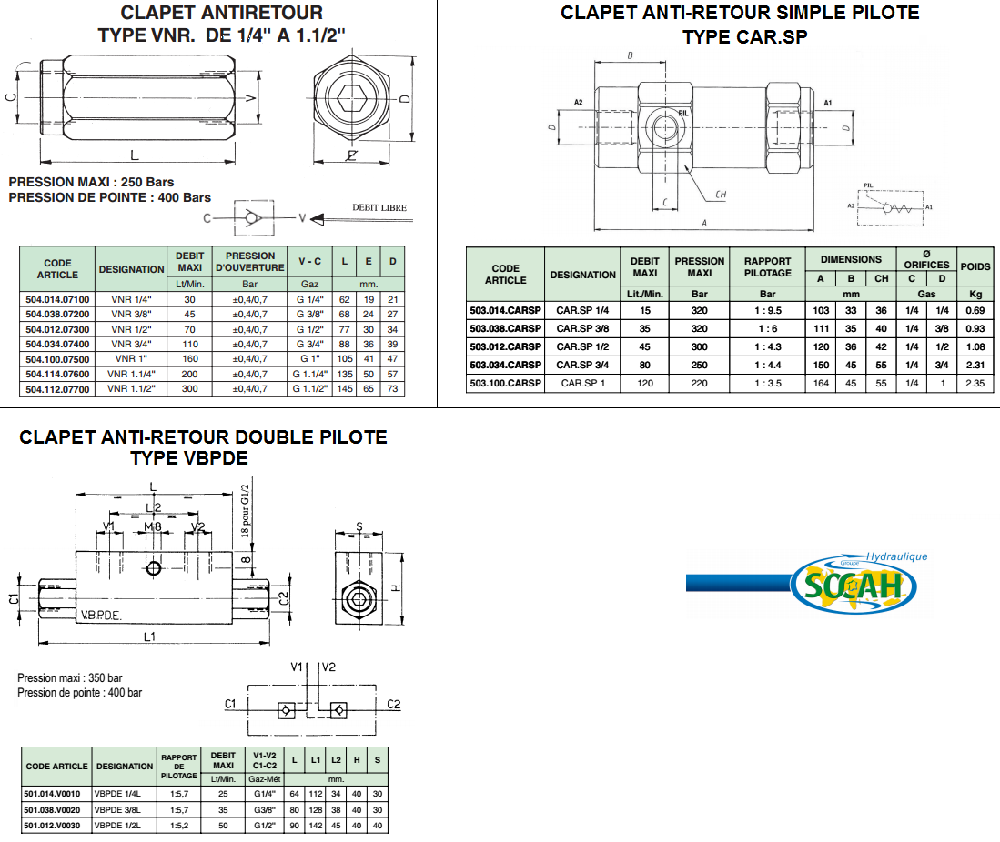 CLAPET ANTIRETOUR
TYPE VNR. DE 1/4" A 1.1/2"
C
V
D
L
E
PRESSION MAXI : 250 Bars
PRESSION DE POINTE : 400 Bars
C
V
DEBIT LIBRE
CODE ARTICLE DESIGNATION DEBIT MAXI PRESSION D'OUVERTURE V - C L E D
Lt/Min. Bar Gaz mm.
504.014.07100 VNR 1/4" 30 ±0,4/0,7 G 1/4" 62 19 21
504.038.07200 VNR 3/8" 45 ±0,4/0,7 G 3/8" 68 24 27
504.012.07300 VNR 1/2" 70 ±0,4/0,7 G 1/2" 77 30 34
504.034.07400 VNR 3/4" 110 ±0,4/0,7 G 3/4" 88 36 39
504.100.07500 VNR 1" 160 ±0,4/0,7 G 1" 105 41 47
504.114.07600 VNR 1.1/4" 200 ±0,4/0,7 G 1.1/4" 135 50 57
504.112.07700 VNR 1.1/2" 300 ±0,4/0,7 G 1.1/2" 145 65 73
CLAPET ANTI-RETOUR SIMPLE PILOTE
TYPE CAR.SP
B
A2
PIL
A1
D
D
C
CH
A
PIL.
A2
A1
CODE ARTICLE DESIGNATION DEBIT MAXI PRESSION MAXI RAPPORT PILOTAGE DIMENSIONS Ø ORIFICES POIDS
A B CH C D
Lit./Min. Bar Bar mm Gas Kg
503.014.CARSP CAR.SP 1/4 15 320 1 : 9.5 103 33 36 1/4 1/4 0.69
503.038.CARSP CAR.SP 3/8 35 320 1 : 6 111 35 40 1/4 3/8 0.93
503.012.CARSP CAR.SP 1/2 45 300 1 : 4.3 120 36 42 1/4 1/2 1.08
503.034.CARSP CAR.SP 3/4 80 250 1 : 4.4 150 45 55 1/4 3/4 2.31
503.100.CARSP CAR.SP 1 120 220 1 : 3.5 164 45 55 1/4 1 2.35
CLAPET ANTI-RETOUR DOUBLE PILOTE
TYPE VBPDE
L
L2
V1 M8 V2
18 pour G1/2
8
S
H
C1
C2
V.B.P.D.E.
L1
Pression maxi : 350 bar
Pression de pointe : 400 bar
V1 V2
C1 C2
CODE ARTICLE DESIGNATION RAPPORT DE PILOTAGE DEBIT MAXI V1-V2 C1-C2 L L1 L2 H S
Lt/Min. Gaz-Mét mm.
501.014.V0010 VBPDE 1/4L 1:5,7 25 G1/4" 64 112 34 40 30
501.038.V0020 VBPDE 3/8L 1:5,7 35 G3/8" 80 128 38 40 30
501.012.V0030 VBPDE 1/2L 1:5,2 50 G1/2" 90 142 45 40 40
Hydraulique
Groupe
SOCAH